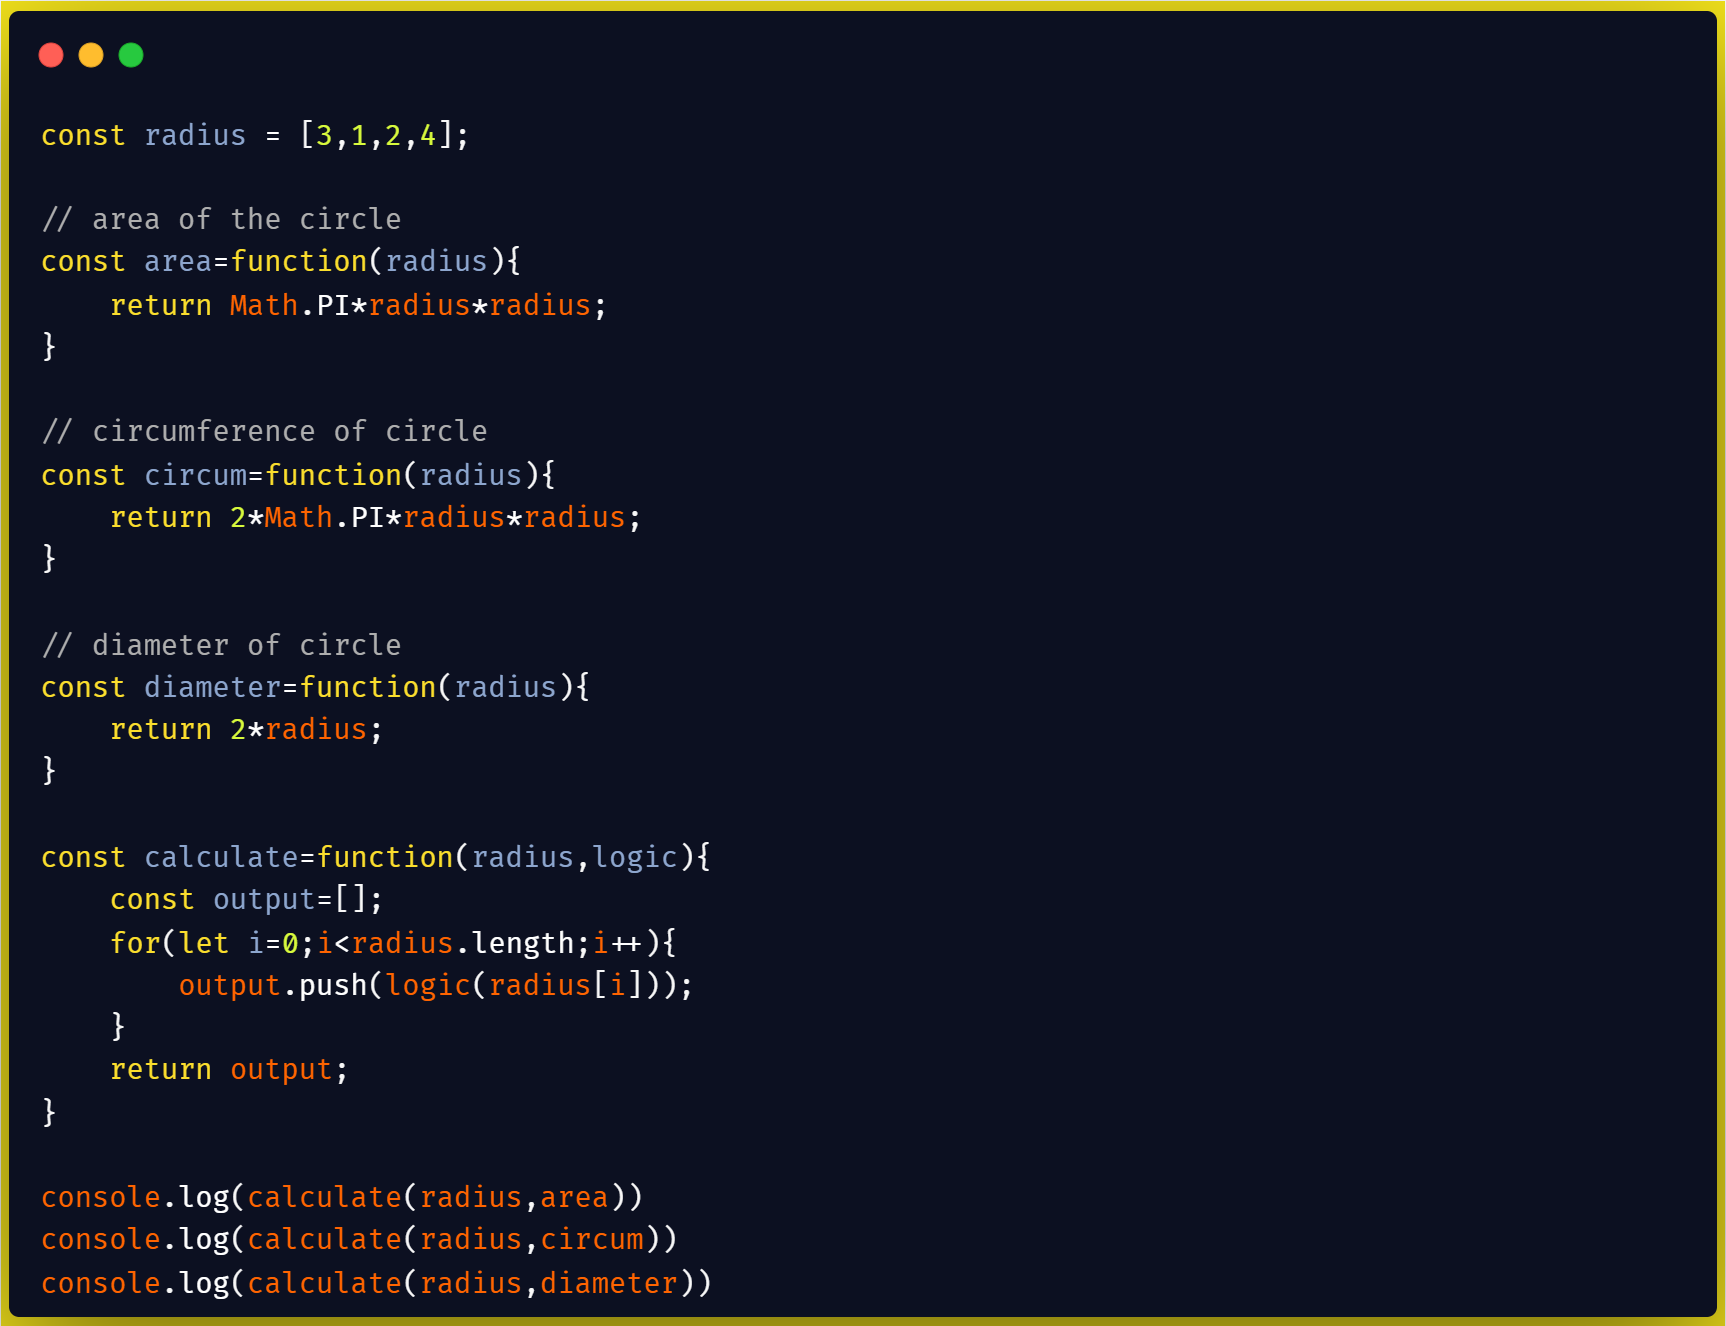 const radius = [3,1,2,4];

// area of the circle
const area=function(radius){
    return Math.PI*radius*radius;
}

// circumference of circle
const circum=function(radius){
    return 2*Math.PI*radius*radius;
}

// diameter of circle
const diameter=function(radius){
    return 2*radius;
}

const calculate=function(radius,logic){
    const output=[];
    for(let i=0;i<radius.length;i++){
        output.push(logic(radius[i]));
    }
    return output;
}

console.log(calculate(radius,area))
console.log(calculate(radius,circum))
console.log(calculate(radius,diameter))